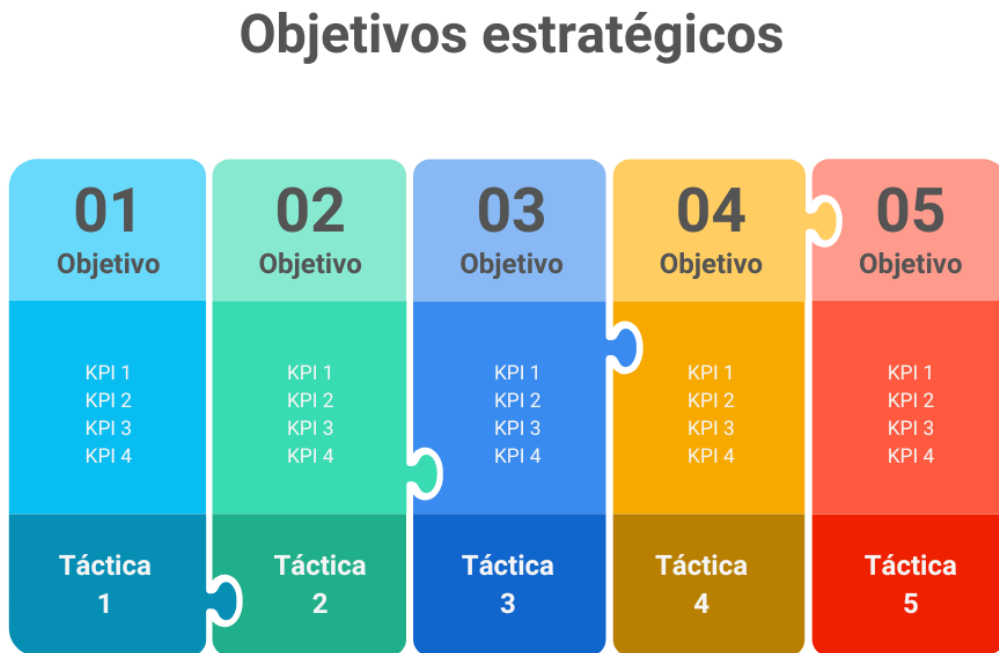 Objetivos estratégicos
01
Objetivo
KPI 1
KPI 2
KPI 3
KPI 4
Táctica
1
02
Objetivo
KPI 1
KPI 2
KPI 3
KPI 4
Táctica
2
03
Objetivo
KPI 1
KPI 2
KPI 3
KPI 4
Táctica
3
04
Objetivo
KPI 1
KPI 2
KPI 3
KPI 4
Táctica
4
05
Objetivo
KPI 1
KPI 2
KPI 3
KPI 4
Táctica
5